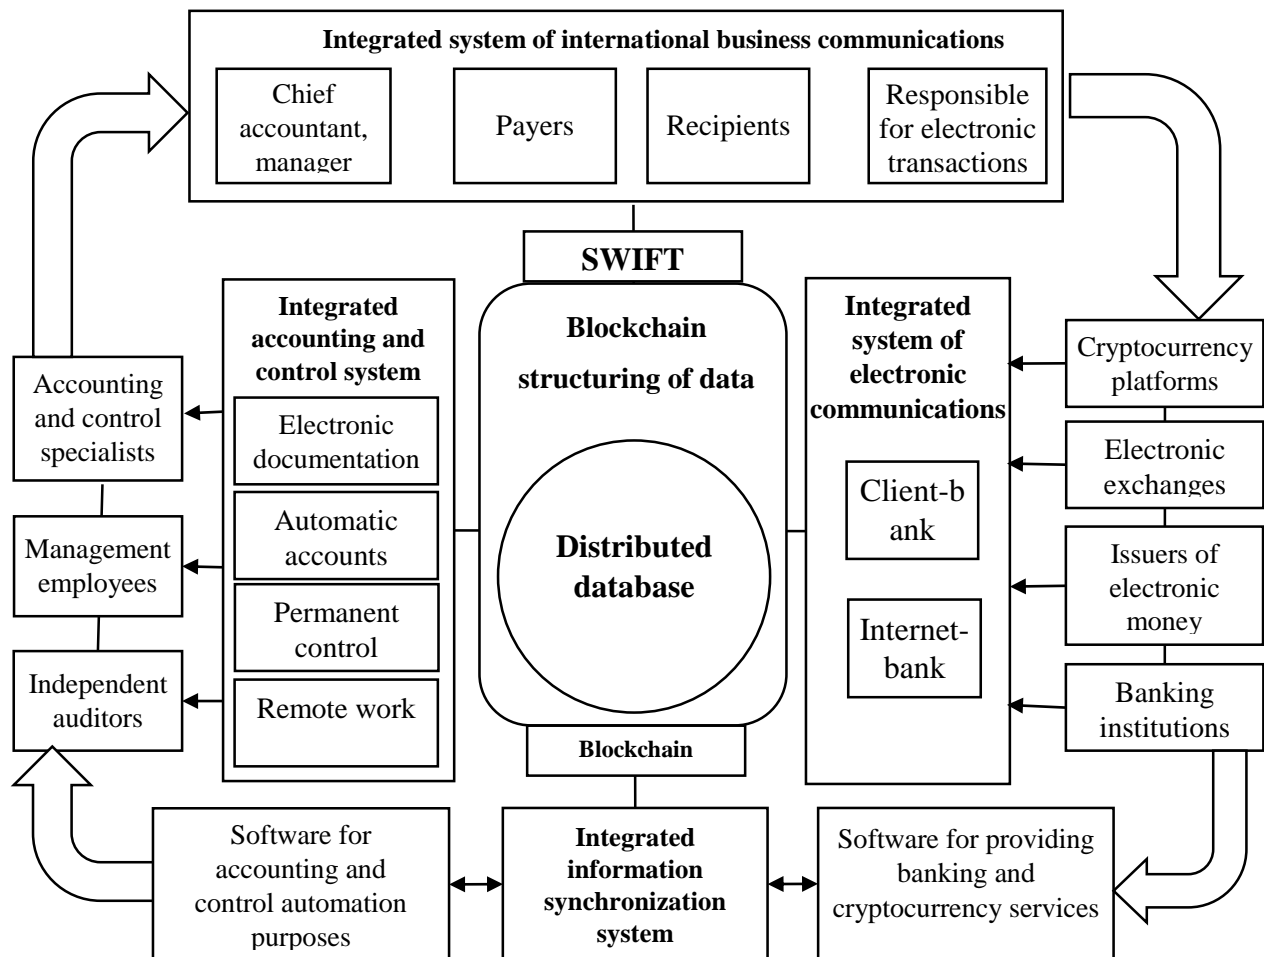 Integrated system of international business communications
Chief
accountant,
manager
Payers
Recipients
Responsible
for electronic
transactions
SWIFT
Integrated
accounting and
control system
Electronic
documentation
Automatic
accounts
Permanent
control
Remote work
Blockchain
structuring of data
Distributed
database
Blockchain
Integrated
system of
electronic
communications
Client-b
ank
Internet-
bank
Accounting
and control
specialists
Management
employees
Independent
auditors
Cryptocurrency
platforms
Electronic
exchanges
Issuers of
electronic
money
Banking
institutions
Software for
accounting and
control automation
purposes
Integrated
information
synchronization
system
Software for providing
banking and
cryptocurrency services